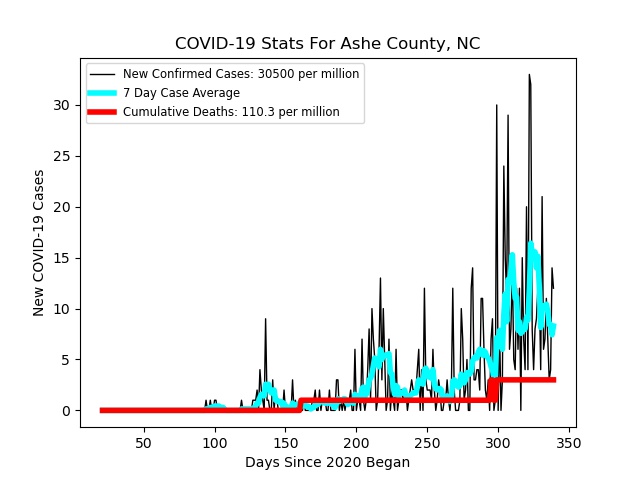 COVID-19 Stats For Ashe County, NC
New Confirmed Cases: 30500 per million
7 Day Case Average
Cumulative Deaths: 110.3 per million
New COVID-19 Cases
30
25
20
15
10
5
0
50 100 150 200 250 300 350
Days Since 2020 Began